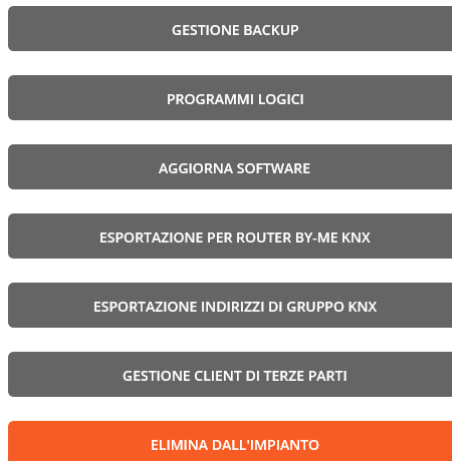 GESTIONE BACKUP
PROGRAMMI LOGICI
AGGIORNA SOFTWARE
ESPORTAZIONE PER ROUTER BY-ME KNX
ESPORTAZIONE INDIRIZZI DI GRUPPO KNX
GESTIONE CLIENT DI TERZE PARTI
ELIMINA DALL'IMPIANTO